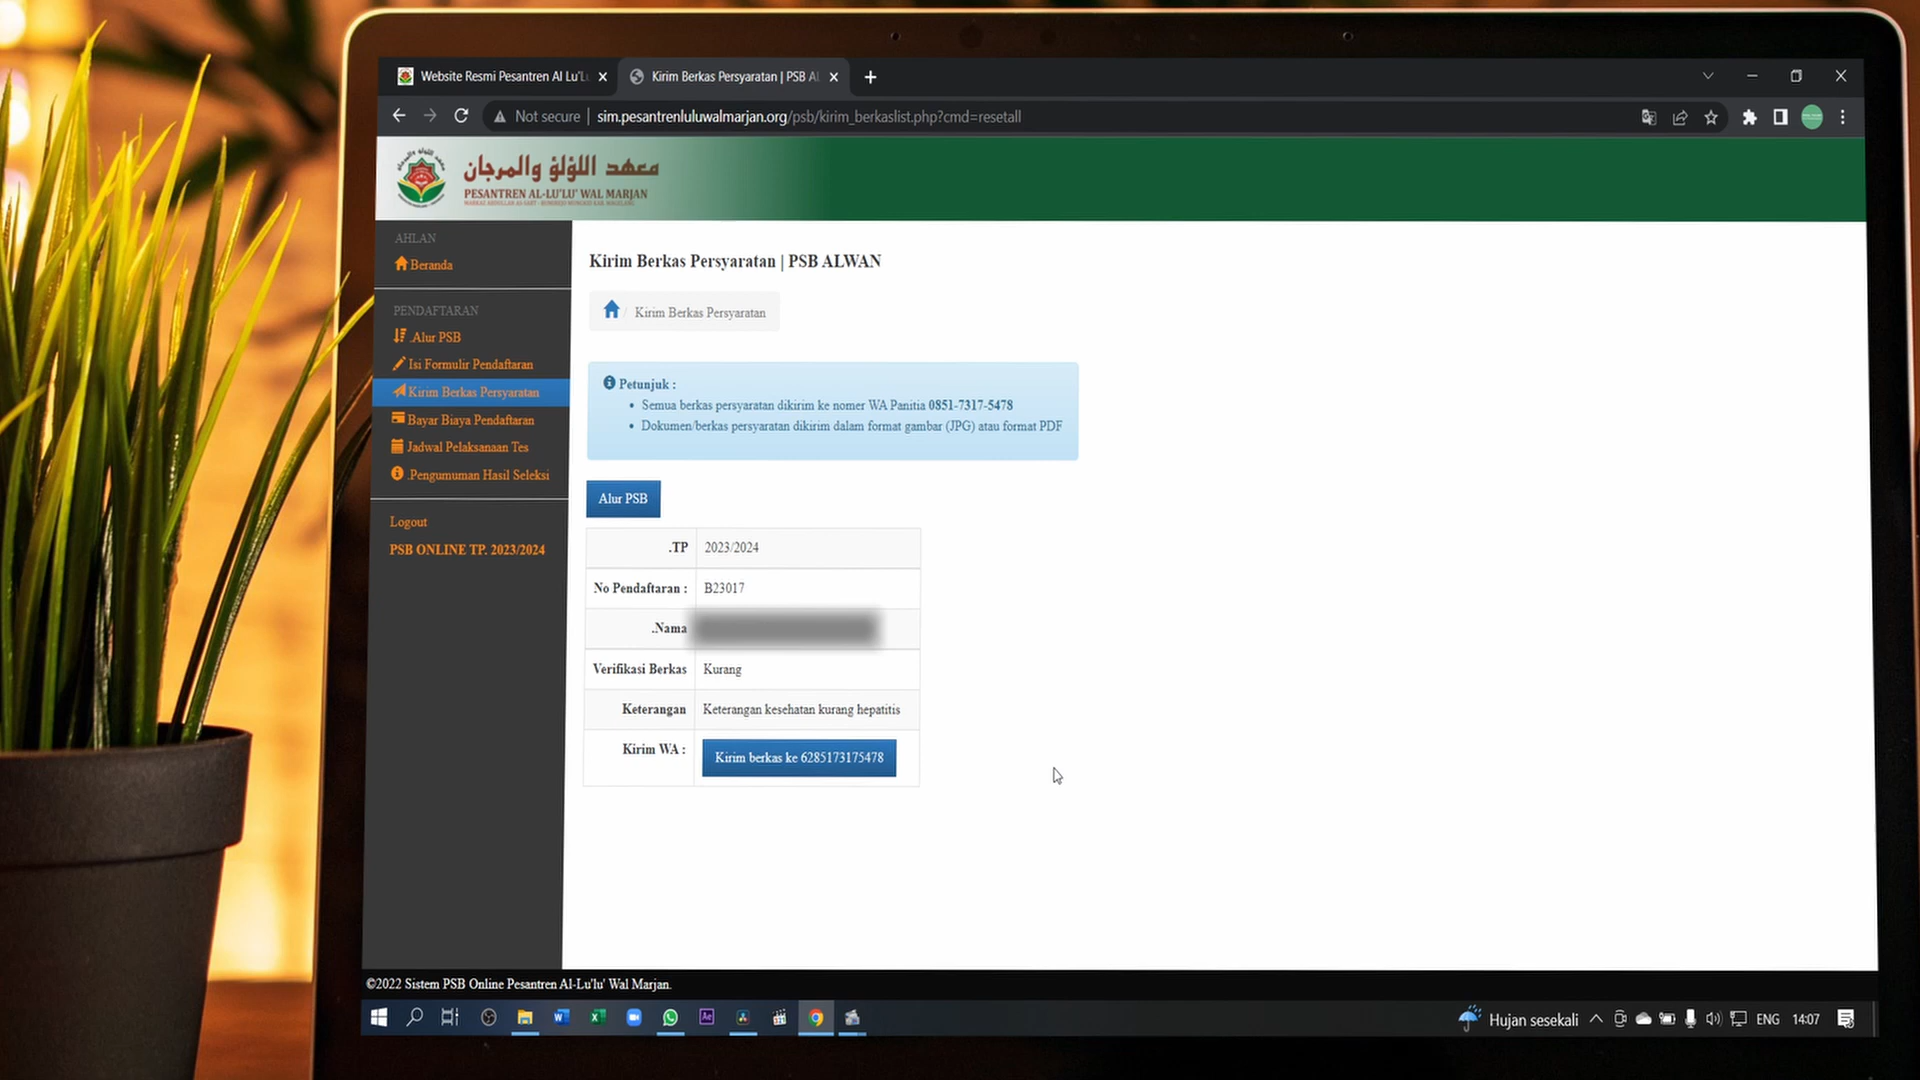 Website Resmi Pesantren Al Lu'L
Kirim Berkas Persyaratan | PSB Al
Not secure | sim.pesantrenluluwalmarjan.org/psb/kirim_berkaslist.php?cmd=resetall
معهد اللؤلؤ والمرجان
PESANTREN AL-LU'LU' WAL MARJAN
AHLAN
Beranda
PENDAFTARAN
.Alur PSB
Isi Formulir Pendaftaran
Kirim Berkas Persyaratan
Bayar Biaya Pendaftaran
Jadwal Pelaksanaan Tes
.Pengumuman Hasil Seleksi
Logout
PSB ONLINE TP. 2023/2024
Kirim Berkas Persyaratan | PSB ALWAN
/ Kirim Berkas Persyaratan
Petunjuk :
• Semua berkas persyaratan dikirim ke nomer WA Panitia 0851-7317-5478
• Dokumen/berkas persyaratan dikirim dalam format gambar (JPG) atau format PDF
Alur PSB
.TP 2023/2024
No Pendaftaran : B23017
.Nama
Verifikasi Berkas Kurang
Keterangan Keterangan kesehatan kurang hepatitis
Kirim WA : Kirim berkas ke 6285173175478
©2022 Sistem PSB Online Pesantren Al-Lu'lu' Wal Marjan.
Hujan sesekali ENG 14:07